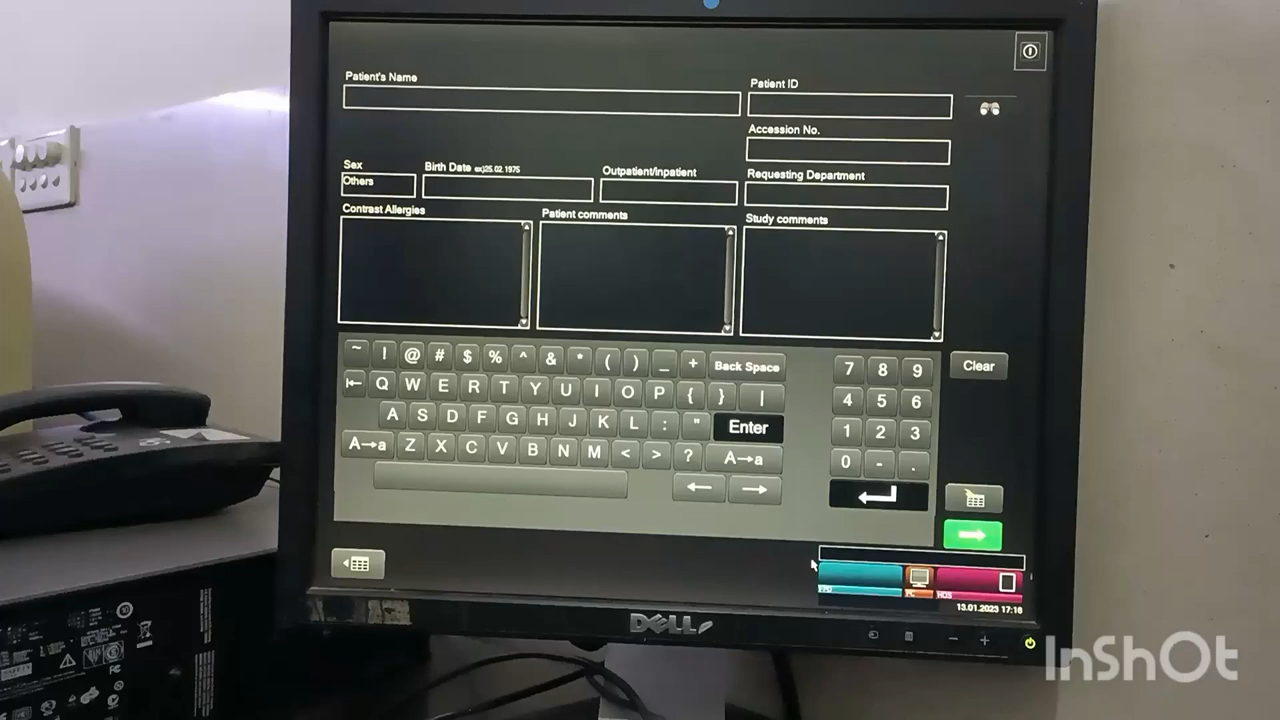 Patient's Name
Patient ID
Accession No.
Sex
Birth Date ex)25.02.1975
Outpatient/Inpatient
Requesting Department
Others
Contrast Allergies
Patient comments
Study comments
~ ! @ # $ % ^ & * ( ) _ + Back Space
Q W E R T Y U I O P { } |
A S D F G H J K L : " Enter
A→a Z X C V B N M < > ? A→a
← →
7 8 9
4 5 6
1 2 3
0 - .
Clear
PC
HQS
13.01.2023 17:16
DELL
InShOt